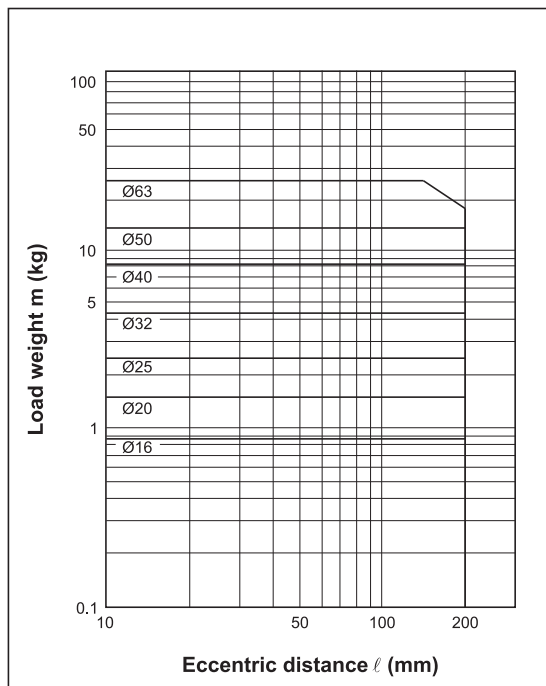 100
50
Ø63
Ø50
10
Ø40
5
Ø32
Ø25
Ø20
1
Ø16
0.1
10 50 100 200
Load weight m (kg)
Eccentric distance ℓ (mm)